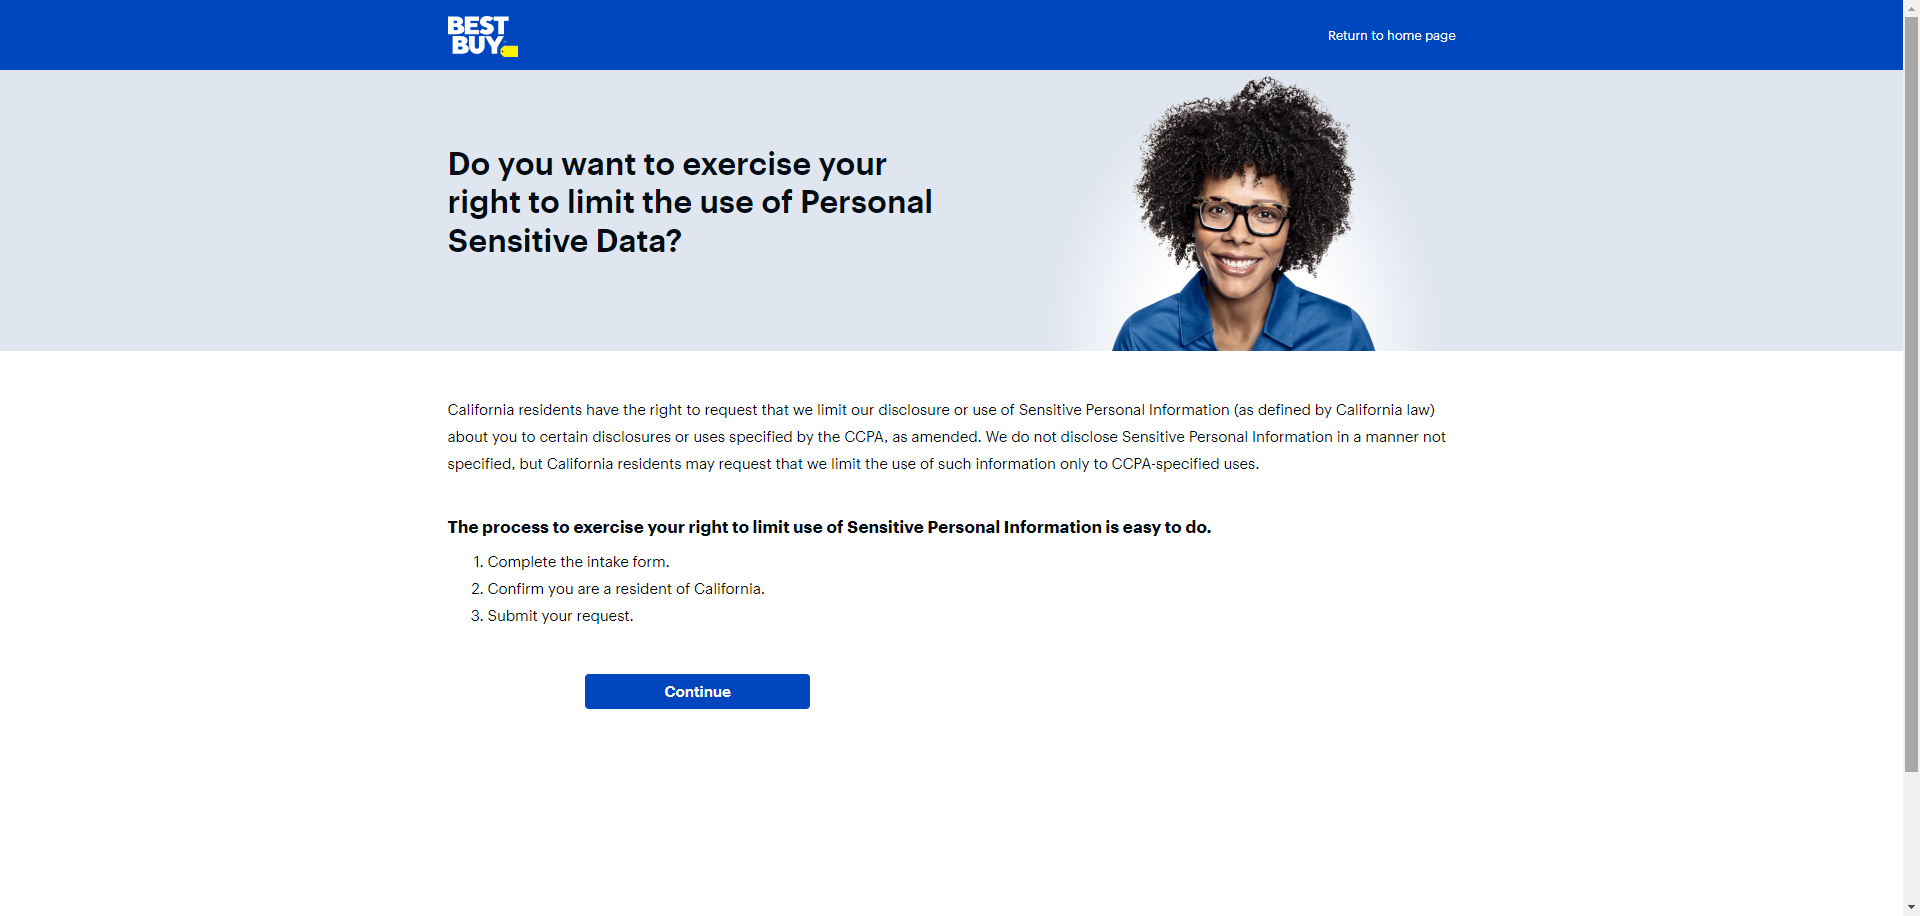 BEST
BUY
Return to home page
Do you want to exercise your
right to limit the use of Personal
Sensitive Data?
California residents have the right to request that we limit our disclosure or use of Sensitive Personal Information (as defined by California law)
about you to certain disclosures or uses specified by the CCPA, as amended. We do not disclose Sensitive Personal Information in a manner not
specified, but California residents may request that we limit the use of such information only to CCPA-specified uses.
The process to exercise your right to limit use of Sensitive Personal Information is easy to do.
1. Complete the intake form.
2. Confirm you are a resident of California.
3. Submit your request.
Continue